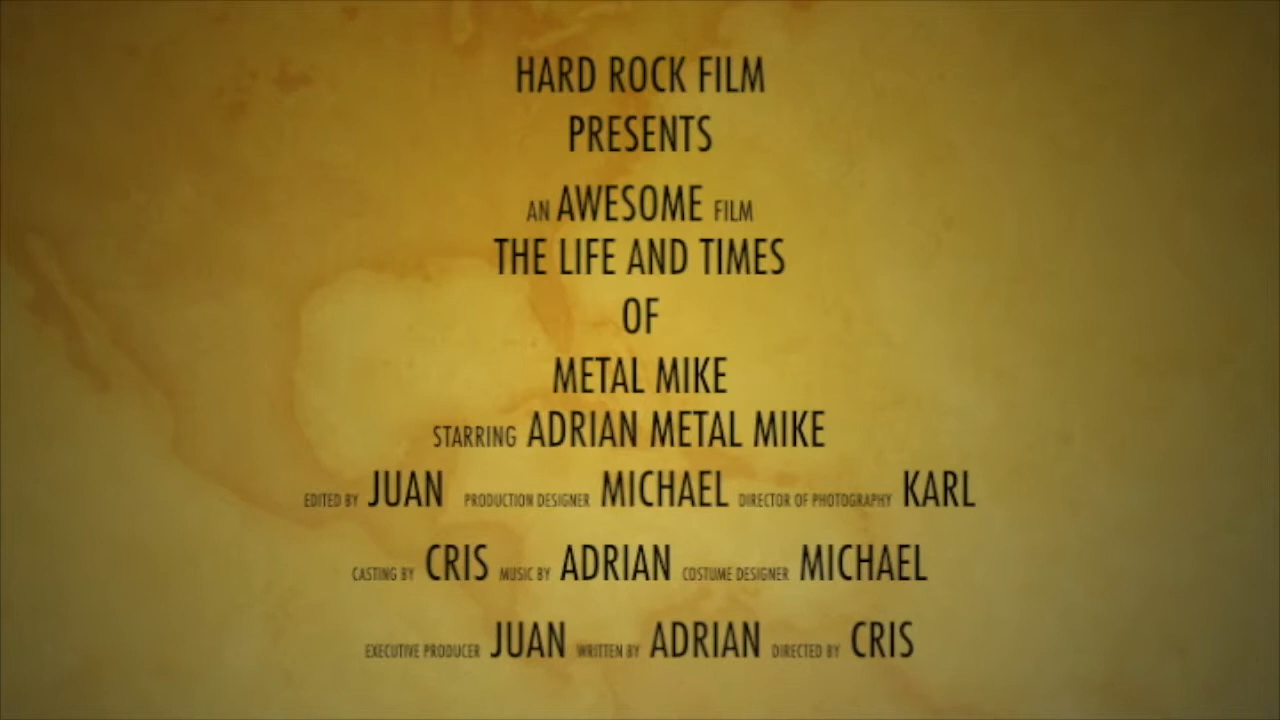 HARD ROCK FILM
PRESENTS
AN AWESOME FILM
THE LIFE AND TIMES
OF
METAL MIKE
STARRING ADRIAN METAL MIKE
EDITED BY JUAN PRODUCTION DESIGNER MICHAEL DIRECTOR OF PHOTOGRAPHY KARL
CASTING BY CRIS MUSIC BY ADRIAN COSTUME DESIGNER MICHAEL
EXECUTIVE PRODUCER JUAN WRITTEN BY ADRIAN DIRECTED BY CRIS